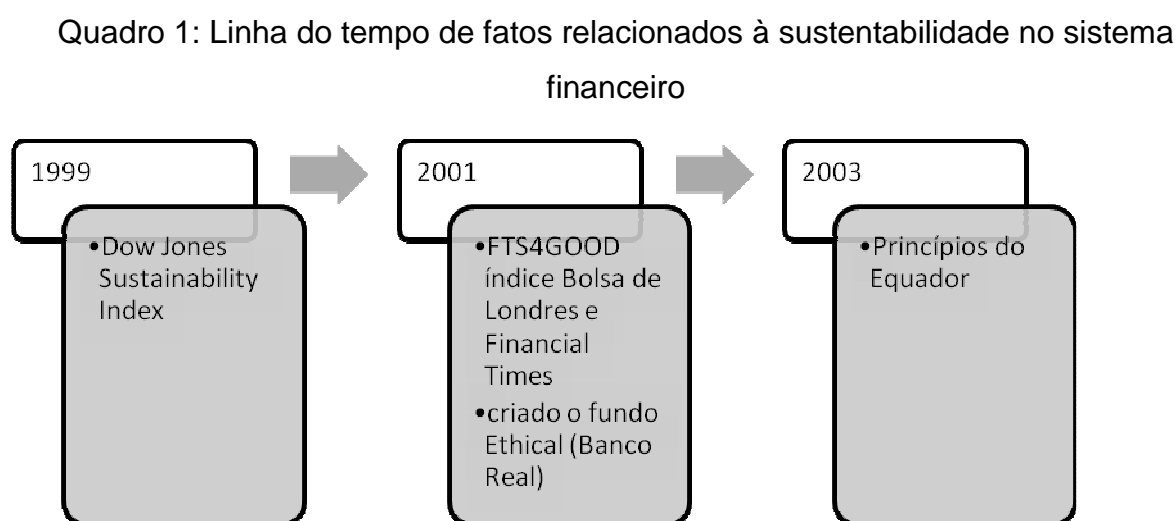 Quadro 1: Linha do tempo de fatos relacionados à sustentabilidade no sistema
financeiro
1999
•Dow Jones
Sustainability
Index
2001
•FTS4GOOD
índice Bolsa de
Londres e
Financial
Times
•criado o fundo
Ethical (Banco
Real)
2003
•Princípios do
Equador